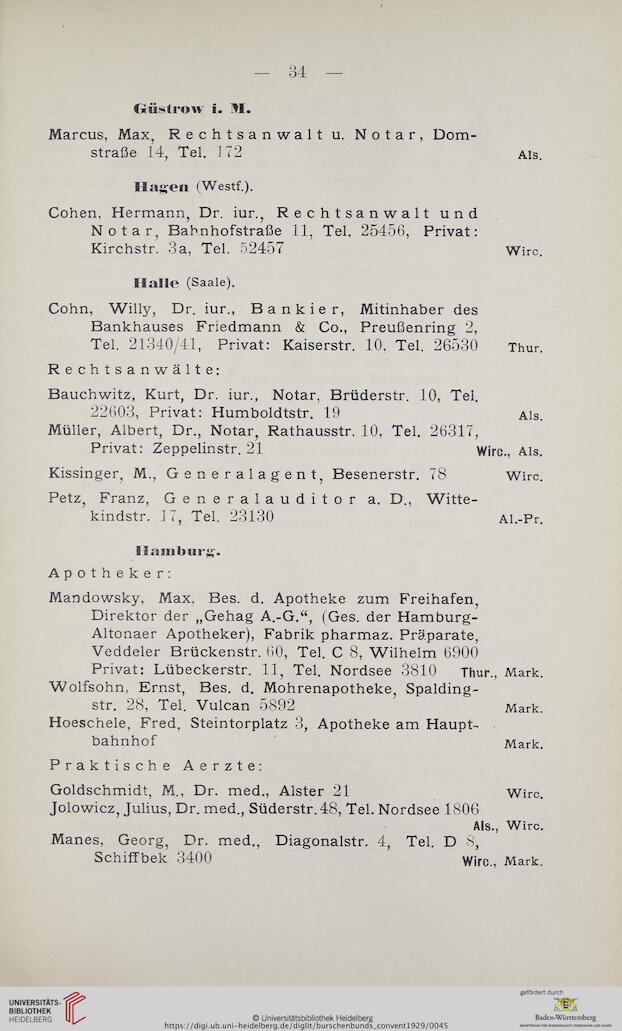 — 34 —
Güstrow i. M.
Marcus, Max, Rechtsanwalt u. Notar, Dom-
straße 14, Tel. 172 Als.
Hagen (Westf.).
Cohen, Hermann, Dr. iur., Rechtsanwalt und
Notar, Bahnhofstraße 11, Tel. 25456, Privat:
Kirchstr. 3a, Tel. 52457 Wirc.
Halle (Saale).
Cohn, Willy, Dr. iur., Bankier, Mitinhaber des
Bankhauses Friedmann & Co., Preußenring 2,
Tel. 21340/41, Privat: Kaiserstr. 10, Tel. 26530 Thur.
Rechtsanwälte:
Bauchwitz, Kurt, Dr. iur., Notar, Brüderstr. 10, Tel.
22603, Privat: Humboldtstr. 19 Als.
Müller, Albert, Dr., Notar, Rathausstr. 10, Tel. 26317,
Privat: Zeppelinstr. 21 Wirc., Als.
Kissinger, M., Generalagent, Besenerstr. 78 Wirc.
Petz, Franz, Generalauditor a. D., Witte-
kindstr. 17, Tel. 23130 Al.-Pr.
Hamburg.
Apotheker:
Mandowsky, Max, Bes. d. Apotheke zum Freihafen,
Direktor der „Gehag A.-G.“, (Ges. der Hamburg-
Altonaer Apotheker), Fabrik pharmaz. Präparate,
Veddeler Brückenstr. 60, Tel. C 8, Wilhelm 6900
Privat: Lübeckerstr. 11, Tel. Nordsee 3810 Thur., Mark.
Wolfsohn, Ernst, Bes. d. Mohrenapotheke, Spalding-
str. 28, Tel. Vulcan 5892 Mark.
Hoeschele, Fred, Steintorplatz 3, Apotheke am Haupt-
bahnhof Mark.
Praktische Aerzte:
Goldschmidt, M., Dr. med., Alster 21 Wirc.
Jolowicz, Julius, Dr. med., Süderstr. 48, Tel. Nordsee 1806
Als., Wirc.
Manes, Georg, Dr. med., Diagonalstr. 4, Tel. D 8,
Schiffbek 3400 Wirc., Mark.
gefördert durch
UNIVERSITÄTS-
BIBLIOTHEK
HEIDELBERG
© Universitätsbibliothek Heidelberg
https://digi.ub.uni-heidelberg.de/diglit/burschenbunds_convent1929/0045
Baden-Württemberg
MINISTERIUM FÜR WISSENSCHAFT, FORSCHUNG UND KUNST